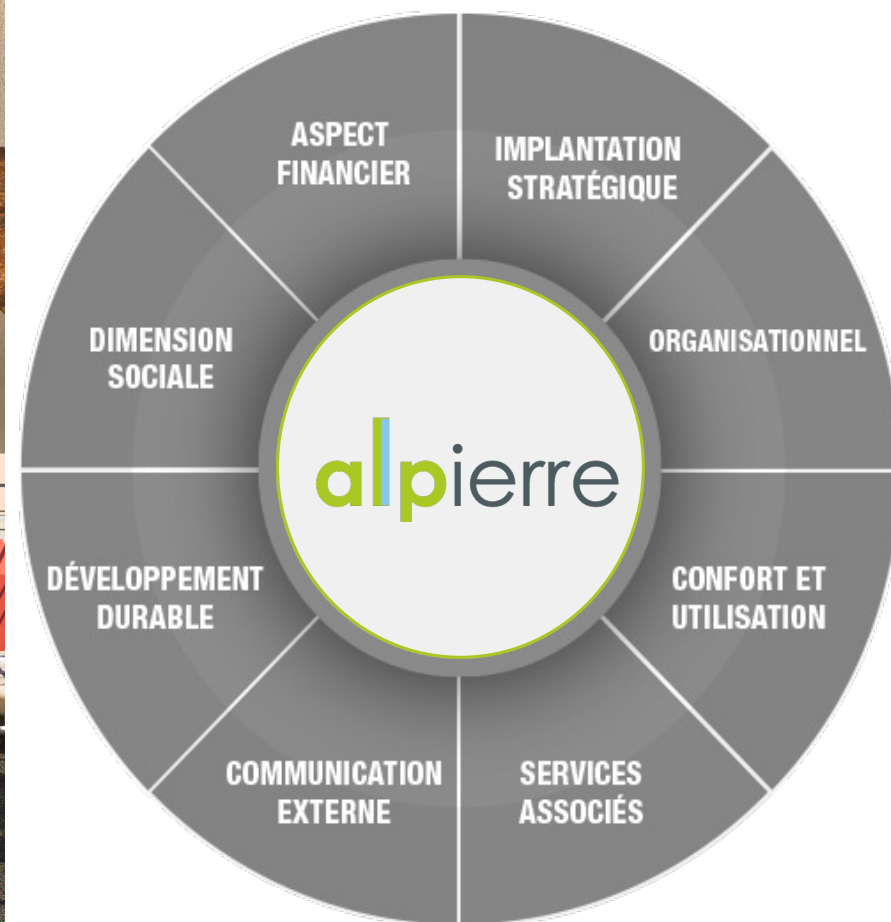 ASPECT
FINANCIER
IMPLANTATION
STRATÉGIQUE
DIMENSION
SOCIALE
ORGANISATIONNEL
alpierre
DÉVELOPPEMENT
DURABLE
CONFORT ET
UTILISATION
COMMUNICATION
EXTERNE
SERVICES
ASSOCIÉS